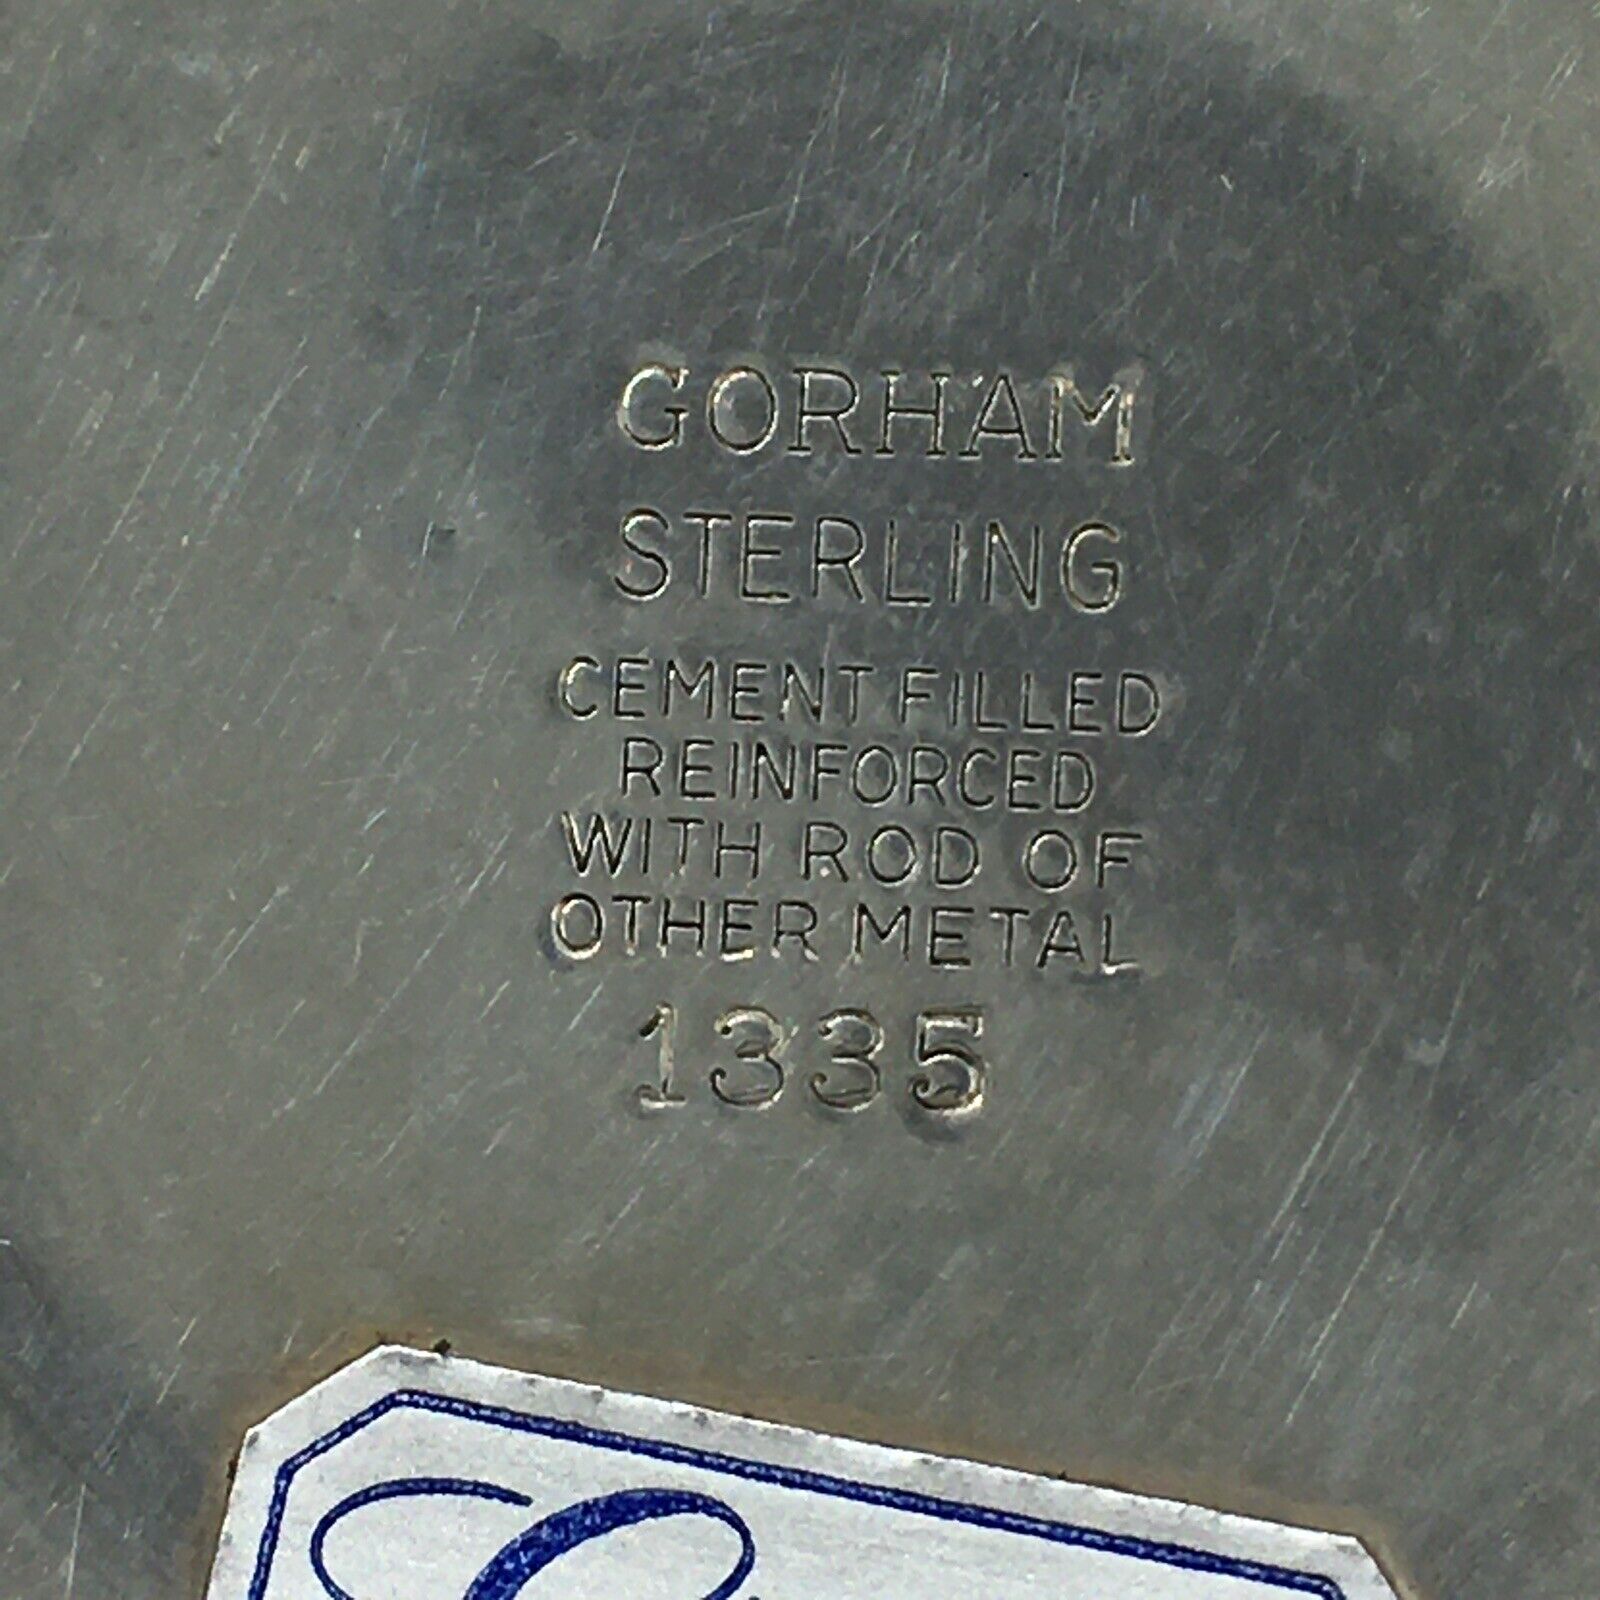 GORHAM
STERLING
CEMENT FILLED
REINFORCED
WITH ROD OF
OTHER METAL
1335